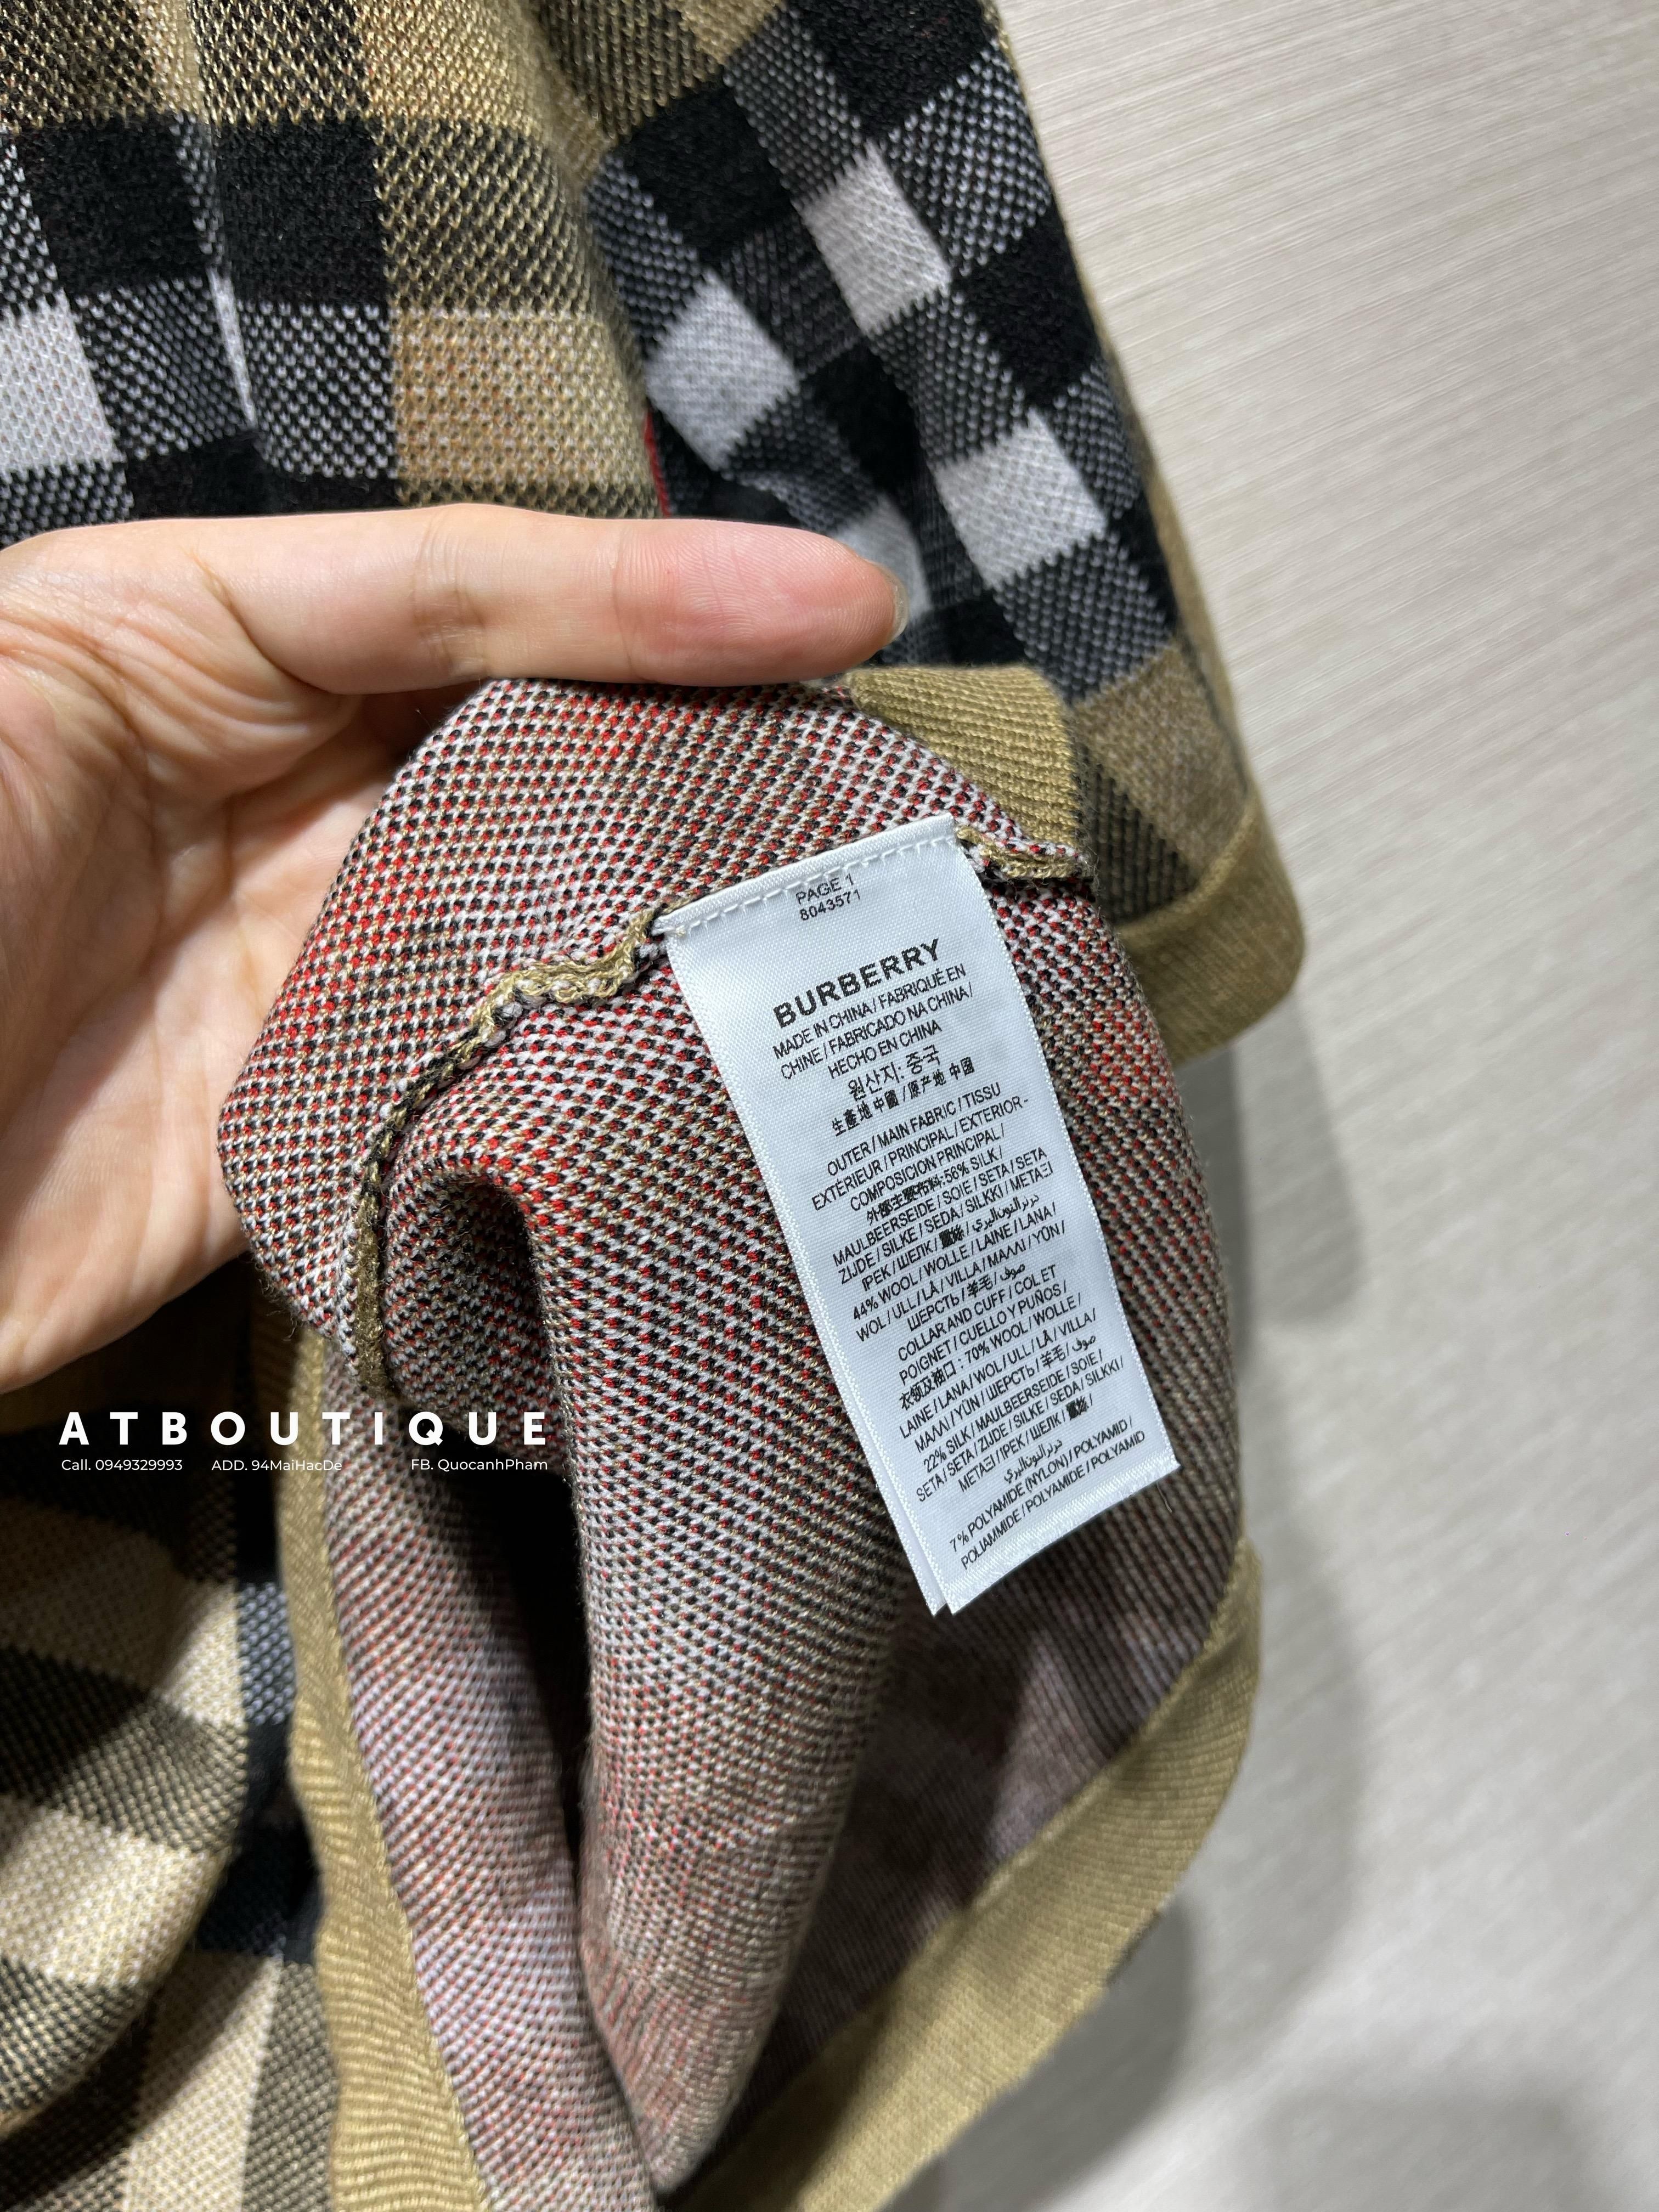 PAGE 1
8043571
BURBERRY
MADE IN CHINA / FABRIQUÉ EN
CHINE / FABRICADO NA CHINA /
HECHO EN CHINA
원산지: 중국
生產地 中國 / 原产地 中国
OUTER / MAIN FABRIC / TISSU
EXTÉRIEUR / PRINCIPAL / EXTERIOR -
COMPOSICION PRINCIPAL /
外部主要布料:56% SILK /
MAULBEERSEIDE / SOIE / SETA / SETA
ZIJDE / SILKE / SEDA / SILKKI / ΜΕΤΑΞΙ
IPEK / ШЕЛК /
44% WOOL / WOLLE / LAINE / LANA /
WOL / ULL / LÅ / VILLA / ΜΑΛΛΙ / YÜN /
ШЕРСТЬ / 羊毛 / صوف
COLLAR AND CUFF / COL ET
POIGNET / CUELLO Y PUÑOS /
衣领及袖口 : 70% WOOL / WOLLE /
LAINE / LANA / WOL / ULL / LÅ / VILLA /
ΜΑΛΛΙ / YÜN / ШЕРСТЬ / 羊毛 / صوف
22% SILK / MAULBEERSEIDE / SOIE /
SETA / SETA / ZIJDE / SILKE / SEDA / SILKKI /
ΜΕΤΑΞΙ / IPEK / ШЕЛК /
7% POLYAMIDE (NYLON) / POLYAMID /
POLIAMMIDE / POLYAMIDE / POLYAMID
ATBOUTIQUE
Call. 0949329993 ADD. 94MaiHacDe FB. QuocanhPham